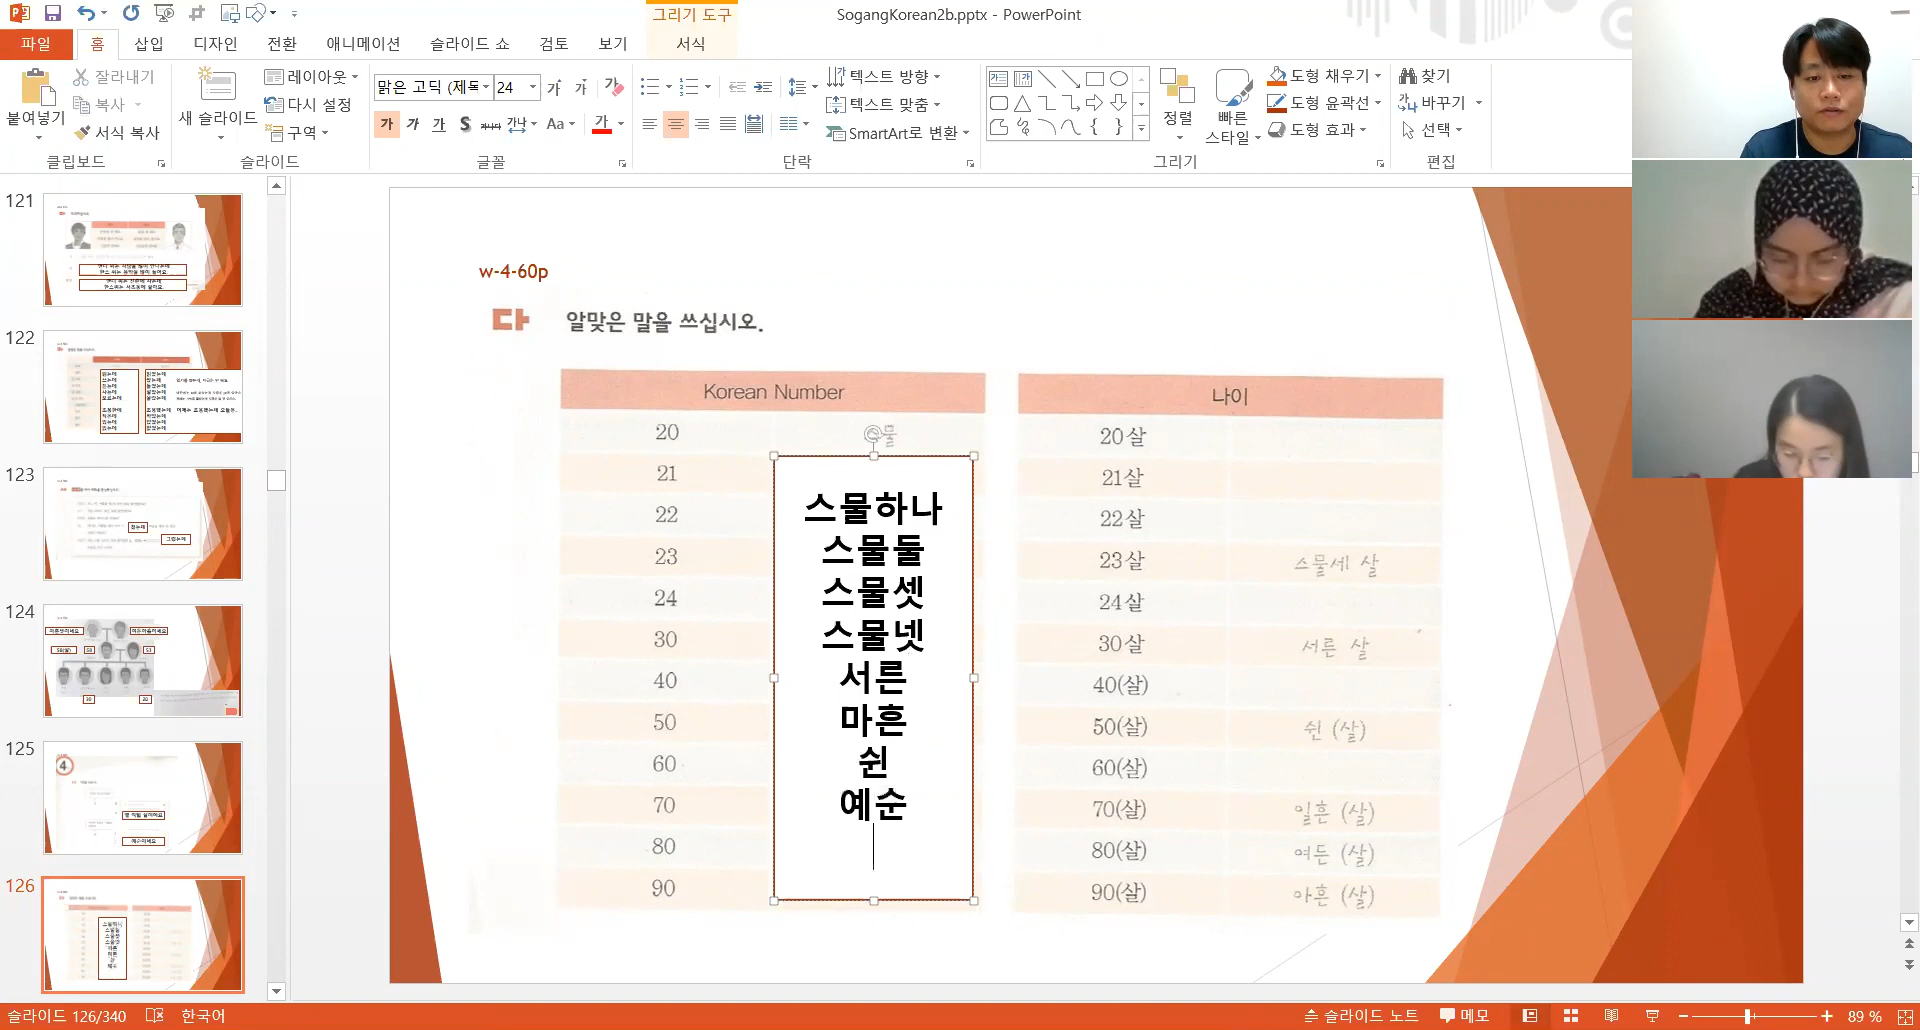 그리기 도구
SogangKorean2b.pptx - PowerPoint
파일 홈 삽입 디자인 전환 애니메이션 슬라이드 쇼 검토 보기 서식
붙여넣기
잘라내기
복사
서식 복사
클립보드
새 슬라이드
레이아웃
다시 설정
구역
슬라이드
맑은 고딕 (제목 24
글꼴
텍스트 방향
텍스트 맞춤
SmartArt로 변환
단락
정렬
빠른
스타일
도형 채우기
도형 윤곽선
도형 효과
그리기
찾기
바꾸기
선택
편집
121
122
123
124
125
126
w-4-60p
다 알맞은 말을 쓰십시오.
Korean Number 나이
20 물 20살
21 스물하나 21살
22 스물둘 22살
23 스물셋 23살 스물세 살
24 스물넷 24살
30 서른 30살 서른 살
40 마흔 40(살)
50 쉰 50(살) 쉰 (살)
60 예순 60(살)
70 70(살) 일흔 (살)
80 80(살) 여든 (살)
90 90(살) 아흔 (살)
슬라이드 126/340 한국어
슬라이드 노트 메모 89 %